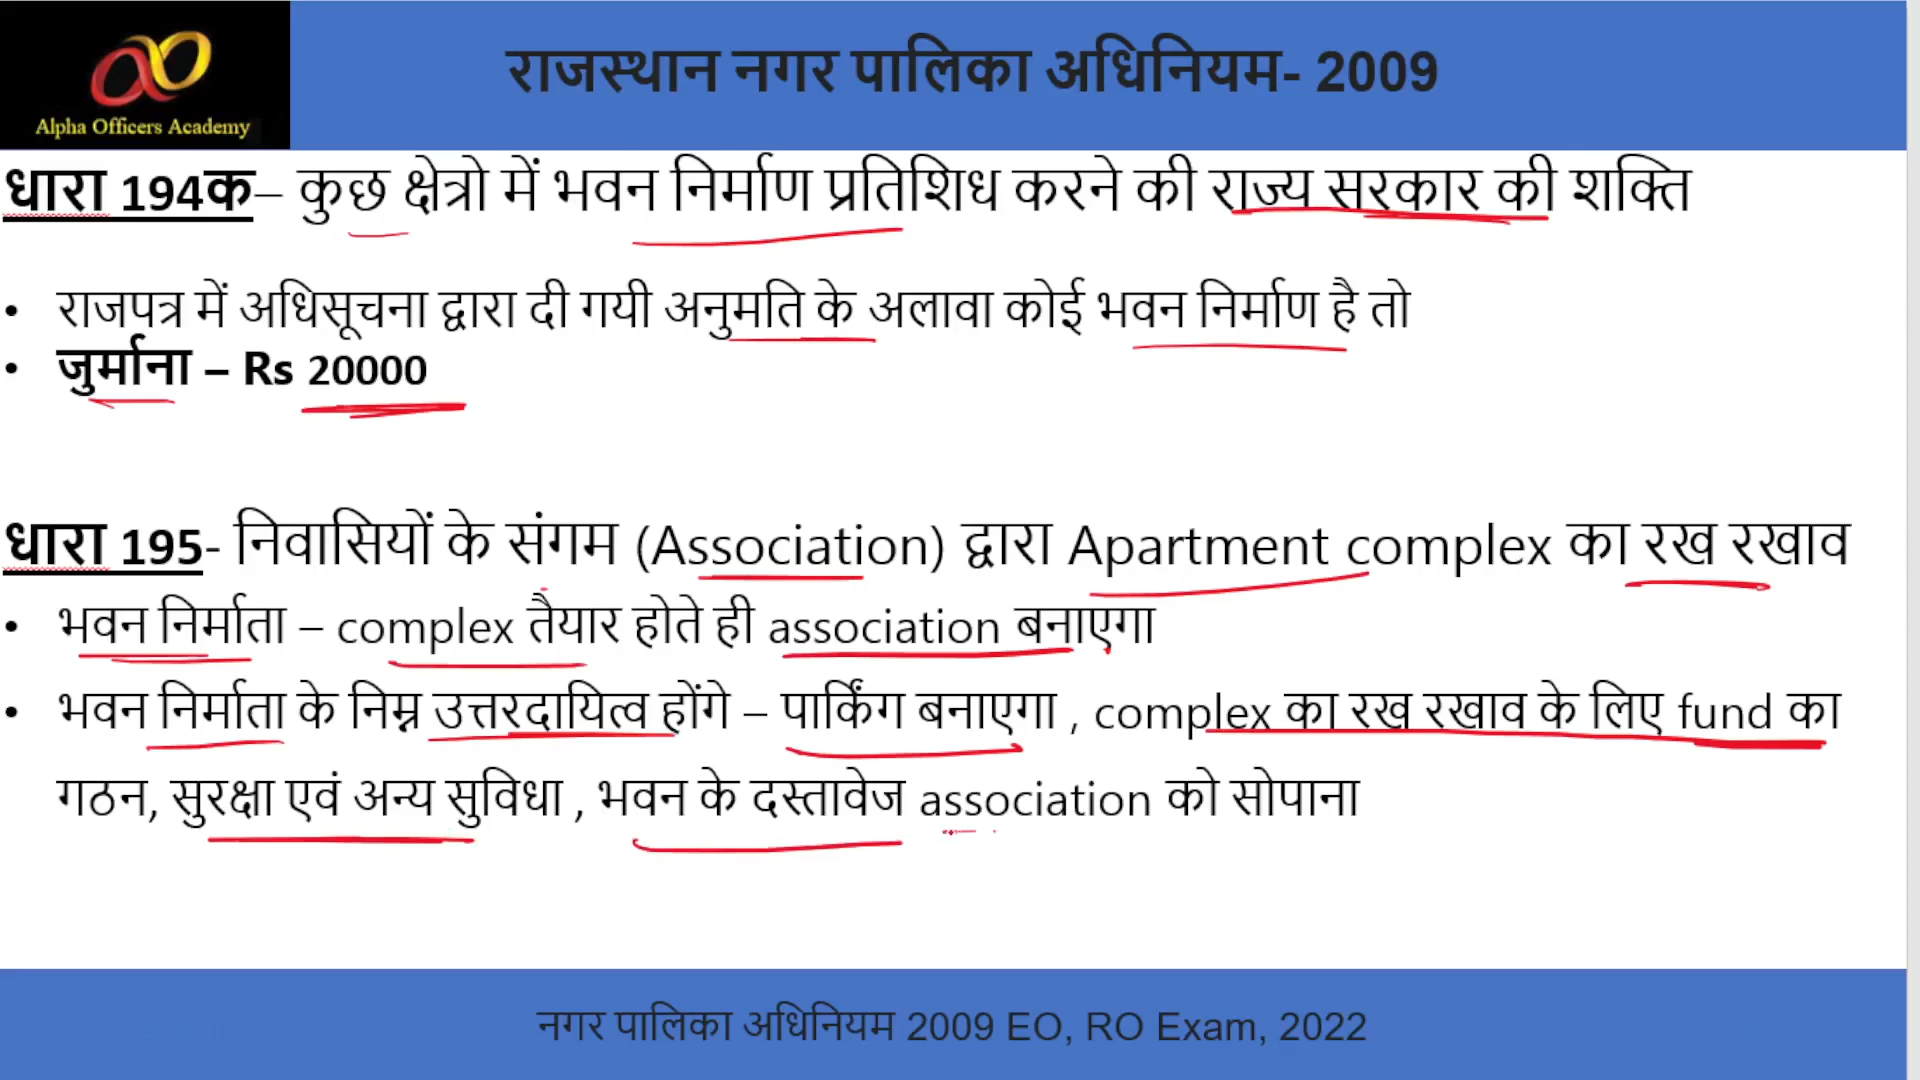 Alpha Officers Academy
राजस्थान नगर पालिका अधिनियम- 2009
धारा 194क– कुछ क्षेत्रो में भवन निर्माण प्रतिशिध करने की राज्य सरकार की शक्ति
• राजपत्र में अधिसूचना द्वारा दी गयी अनुमति के अलावा कोई भवन निर्माण है तो
• जुर्माना – Rs 20000
धारा 195- निवासियों के संगम (Association) द्वारा Apartment complex का रख रखाव
• भवन निर्माता – complex तैयार होते ही association बनाएगा
• भवन निर्माता के निम्न उत्तरदायित्व होंगे – पार्किंग बनाएगा , complex का रख रखाव के लिए fund का
गठन, सुरक्षा एवं अन्य सुविधा , भवन के दस्तावेज association को सोपाना
नगर पालिका अधिनियम 2009 EO, RO Exam, 2022